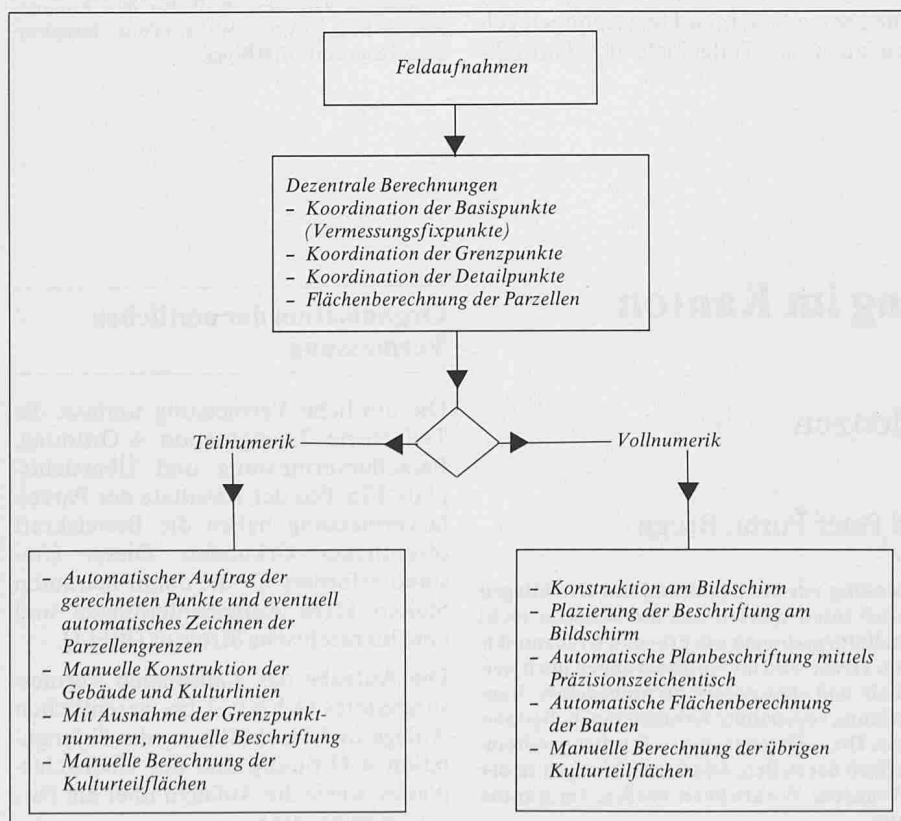 Feldaufnahmen
Dezentrale Berechnungen
– Koordination der Basispunkte
(Vermessungsfixpunkte)
– Koordination der Grenzpunkte
– Koordination der Detailpunkte
– Flächenberechnung der Parzellen
Teilnumerik
Vollnumerik
– Automatischer Auftrag der
gerechneten Punkte und eventuell
automatisches Zeichnen der
Parzellengrenzen
– Manuelle Konstruktion der
Gebäude und Kulturlinien
– Mit Ausnahme der Grenzpunkt-
nummern, manuelle Beschriftung
– Manuelle Berechnung der
Kulturteilflächen
– Konstruktion am Bildschirm
– Plazierung der Beschriftung am
Bildschirm
– Automatische Planbeschriftung mittels
Präzisionszeichentisch
– Automatische Flächenberechnung
der Bauten
– Manuelle Berechnung der übrigen
Kulturteilflächen